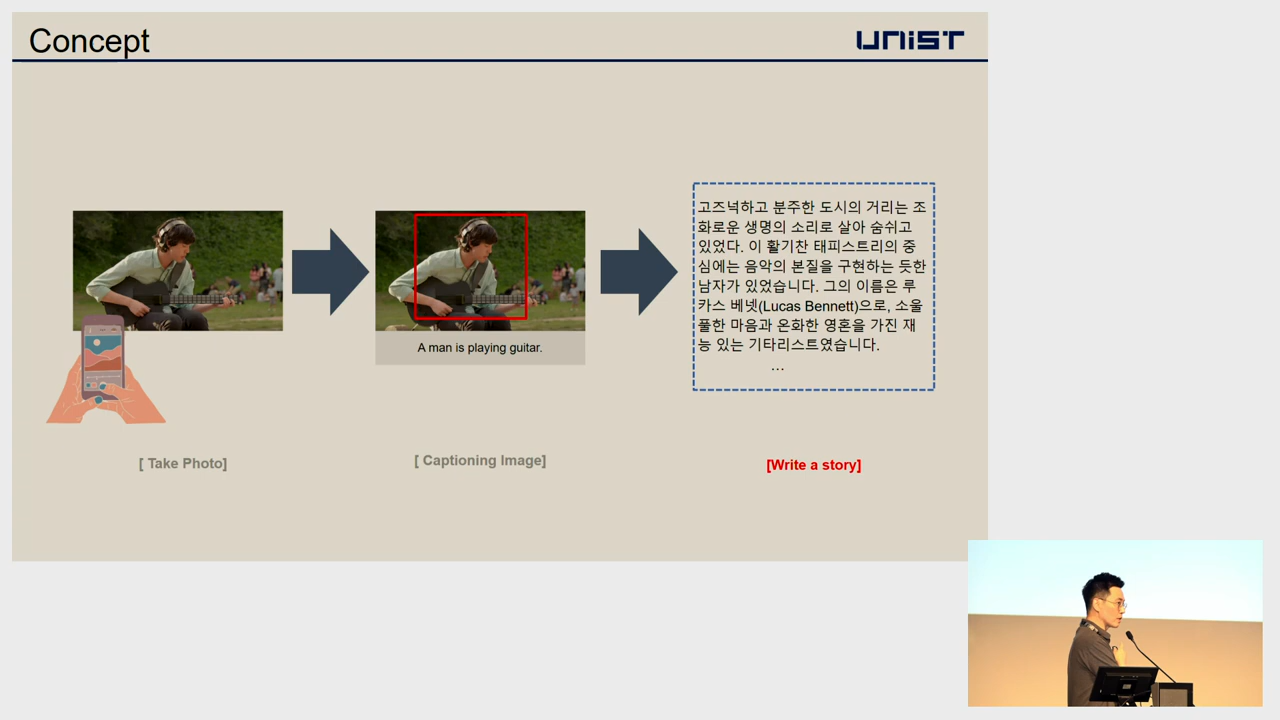 Concept
UNIST
고즈넉하고 분주한 도시의 거리는 조
화로운 생명의 소리로 살아 숨쉬고
있었다. 이 활기찬 태피스트리의 중
심에는 음악의 본질을 구현하는 듯한
남자가 있었습니다. 그의 이름은 루
카스 베넷(Lucas Bennett)으로, 소울
풀한 마음과 온화한 영혼을 가진 재
능 있는 기타리스트였습니다.
...
A man is playing guitar.
[ Take Photo]
[ Captioning Image]
[Write a story]